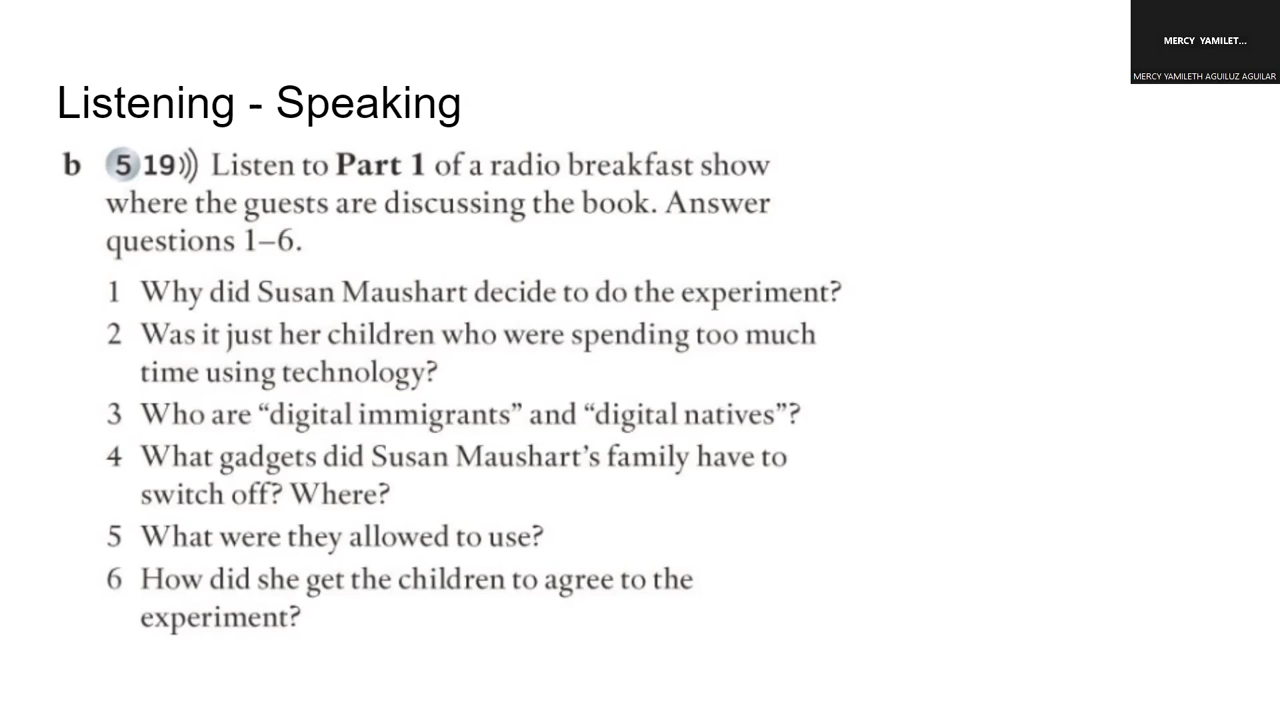 MERCY YAMILET...
MERCY YAMILETH AGUILUZ AGUILAR
Listening - Speaking
b 5 19))) Listen to Part 1 of a radio breakfast show
where the guests are discussing the book. Answer
questions 1–6.
1 Why did Susan Maushart decide to do the experiment?
2 Was it just her children who were spending too much
time using technology?
3 Who are “digital immigrants” and “digital natives”?
4 What gadgets did Susan Maushart’s family have to
switch off? Where?
5 What were they allowed to use?
6 How did she get the children to agree to the
experiment?